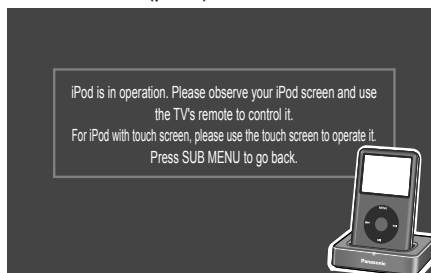 iPod is in operation. Please observe your iPod screen and use
the TV's remote to control it.
For iPod with touch screen, please use the touch screen to operate it.
Press SUB MENU to go back.
MENU
Panasonic